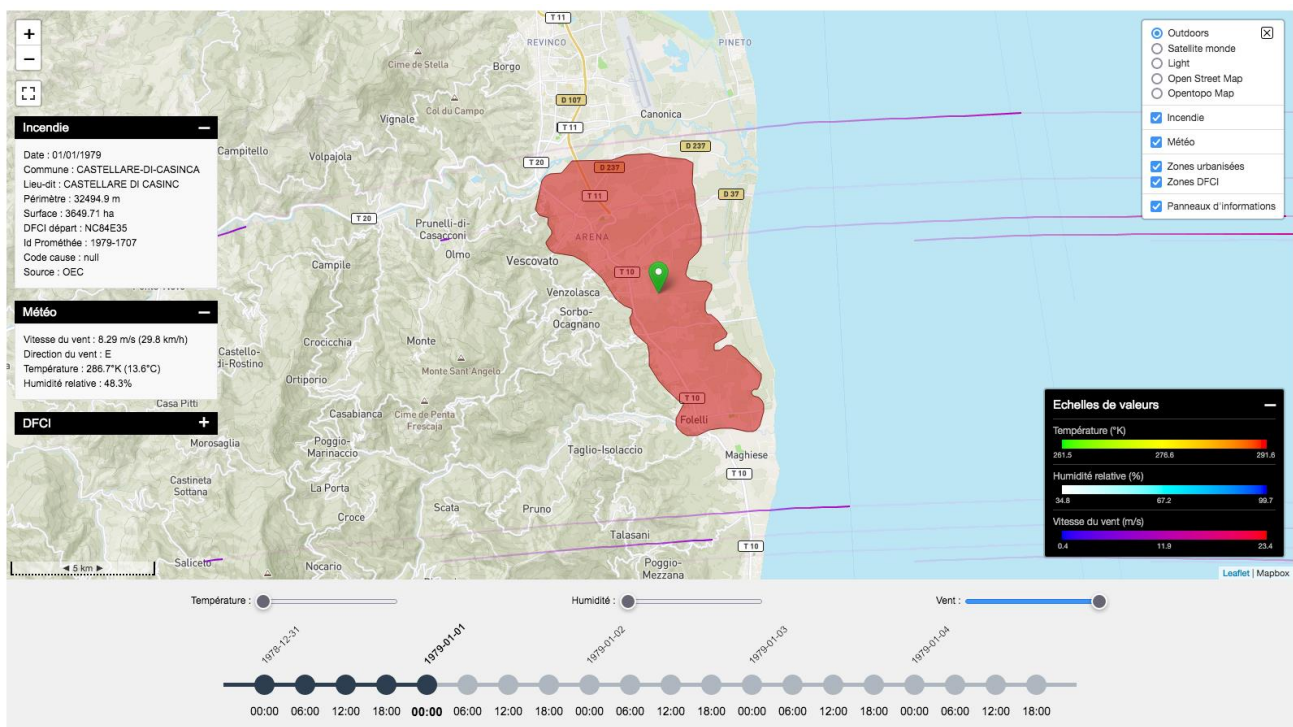 +
−
Incendie −
Date : 01/01/1979
Commune : CASTELLARE-DI-CASINCA
Lieu-dit : CASTELLARE DI CASINC
Périmètre : 32494.9 m
Surface : 3649.71 ha
DFCI départ : NC84E35
Id Prométhée : 1979-1707
Code cause : null
Source : OEC
Météo −
Vitesse du vent : 8.29 m/s (29.8 km/h)
Direction du vent : E
Température : 286.7°K (13.6°C)
Humidité relative : 48.3%
DFCI +
T 11
REVINCO
PINETO
Cime de Stella
Borgo
D 107
Col du Campo
Canonica
Vignale
T 11
Campitello
Volpajola
D 237
T 20
D 237
T 11
D 37
T 20
Prunelli-di-
Casacconi
ARENA
Olmo
Vescovato
Campile
T 10
Venzolasca
Sorbo-
Ocagnano
Crocicchia
Monte
Castello-
di-Rostino
Monte Sant'Angelo
Ortiporio
Casa Pitti
Casabianca
Cime de Penta
Frescaja
T 10
Folelli
Morosaglia
Poggio-
Marinaccio
Taglio-Isolaccio
Maghiese
T 10
Castineta
Sottana
La Porta
Croce
Scata
Pruno
Talasani
T 10
Saliceto
Nocario
Poggio-
Mezzana
◄ 5 km ►
Outdoors
Satellite monde
Light
Open Street Map
Opentopo Map
Incendie
Météo
Zones urbanisées
Zones DFCI
Panneaux d'informations
Echelles de valeurs −
Température (°K)
261.5 276.6 291.6
Humidité relative (%)
34.8 67.2 99.7
Vitesse du vent (m/s)
0.4 11.9 23.4
Leaflet | Mapbox
Température : Humidité : Vent :
1978-12-31 1979-01-01 1979-01-02 1979-01-03 1979-01-04
00:00 06:00 12:00 18:00 00:00 06:00 12:00 18:00 00:00 06:00 12:00 18:00 00:00 06:00 12:00 18:00 00:00 06:00 12:00 18:00